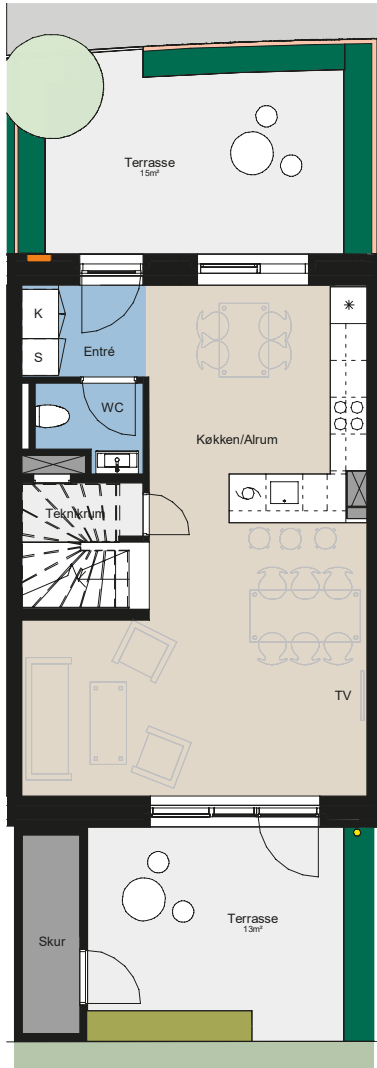 Terrasse
15m²
K
S
Entré
WC
Køkken/Alrum
Teknikrum
TV
Terrasse
13m²
Skur